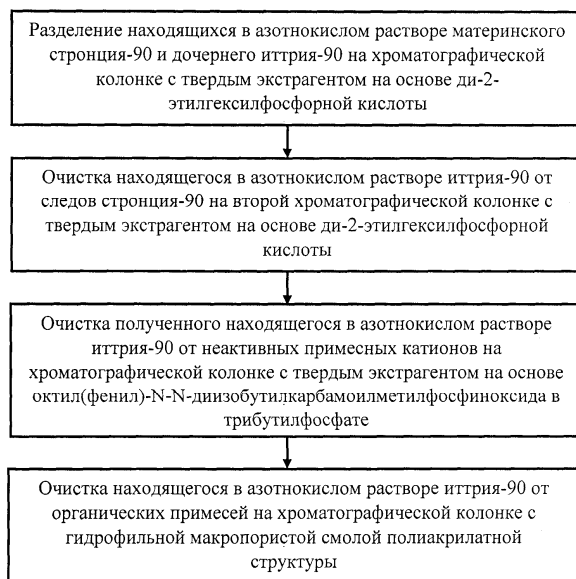 Разделение находящихся в азотнокислом растворе материнского
стронция-90 и дочернего иттрия-90 на хроматографической
колонке с твердым экстрагентом на основе ди-2-
этилгексилфосфорной кислоты
Очистка находящегося в азотнокислом растворе иттрия-90 от
следов стронция-90 на второй хроматографической колонке с
твердым экстрагентом на основе ди-2-этилгексилфосфорной
кислоты
Очистка полученного находящегося в азотнокислом растворе
иттрия-90 от неактивных примесных катионов на
хроматографической колонке с твердым экстрагентом на основе
октил(фенил)-N-N-диизобутилкарбамоилметилфосфиноксида в
трибутилфосфате
Очистка находящегося в азотнокислом растворе иттрия-90 от
органических примесей на хроматографической колонке с
гидрофильной макропористой смолой полиакрилатной
структуры